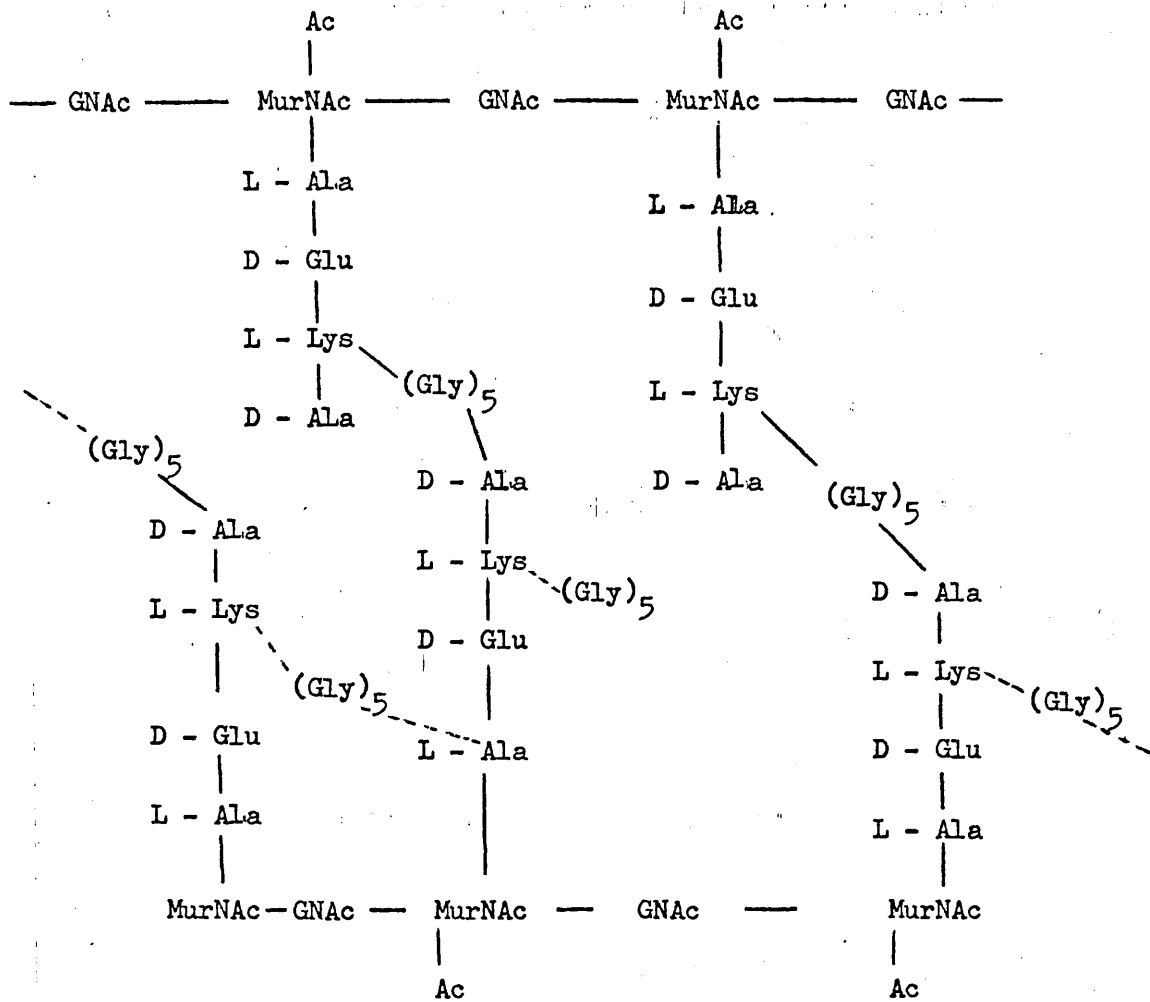 Ac Ac
GNAc MurNAc GNAc MurNAc GNAc
L - Ala
L - Ala
D - Glu
D - Glu
L - Lys
(Gly)5
L - Lys
D - Ala
(Gly)5
D - Ala
D - Ala
(Gly)5
D - Ala
L - Lys
(Gly)5
D - Ala
L - Lys
D - Glu
L - Lys
(Gly)5
(Gly)5
D - Glu
L - Ala
D - Glu
L - Ala
L - Ala
MurNAc GNAc MurNAc GNAc MurNAc
Ac Ac